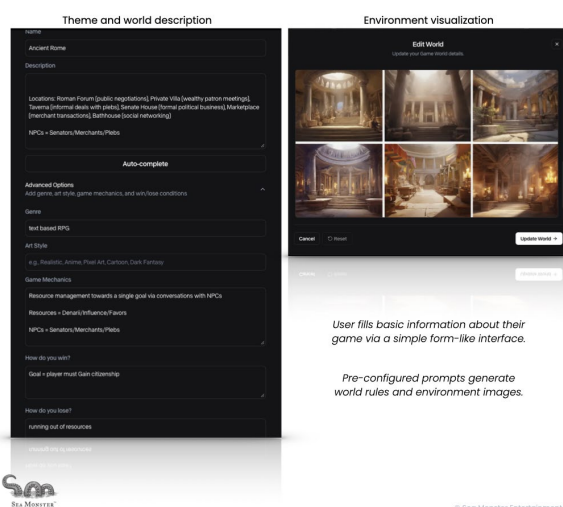 Theme and world description
Name
Ancient Rome
Description
Locations: Roman Forum [public negotiations], Private Villa [wealthy patron meetings],
Taverna [informal deals with plebs], Senate House [formal political business], Marketplace
[merchant transactions], Bathhouse [social networking]
NPCs = Senators/Merchants/Plebs
Auto-complete
Advanced Options
Add genre, art style, game mechanics, and win/lose conditions
Genre
text based RPG
Art Style
e.g., Realistic, Anime, Pixel Art, Cartoon, Dark Fantasy
Game Mechanics
Resource management towards a single goal via conversations with NPCs
Resources = Denarii/Influence/Favors
NPCs = Senators/Merchants/Plebs
How do you win?
Goal = player must Gain citizenship
How do you lose?
running out of resources
Environment visualization
Edit World
Update your Game World details.
Cancel
Reset
Update World →
User fills basic information about their
game via a simple form-like interface.
Pre-configured prompts generate
world rules and environment images.
SEA MONSTER
© Sea Monster Entertainment